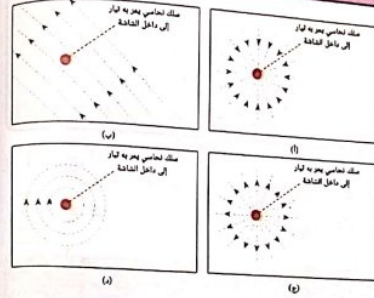 سلك نحاسي يمر به تيار
إلى داخل الشاشة
(أ)
سلك نحاسي يمر به تيار
إلى داخل الشاشة
(ب)
سلك نحاسي يمر به تيار
إلى داخل الشاشة
(ج)
سلك نحاسي يمر به تيار
إلى داخل الشاشة
(د)